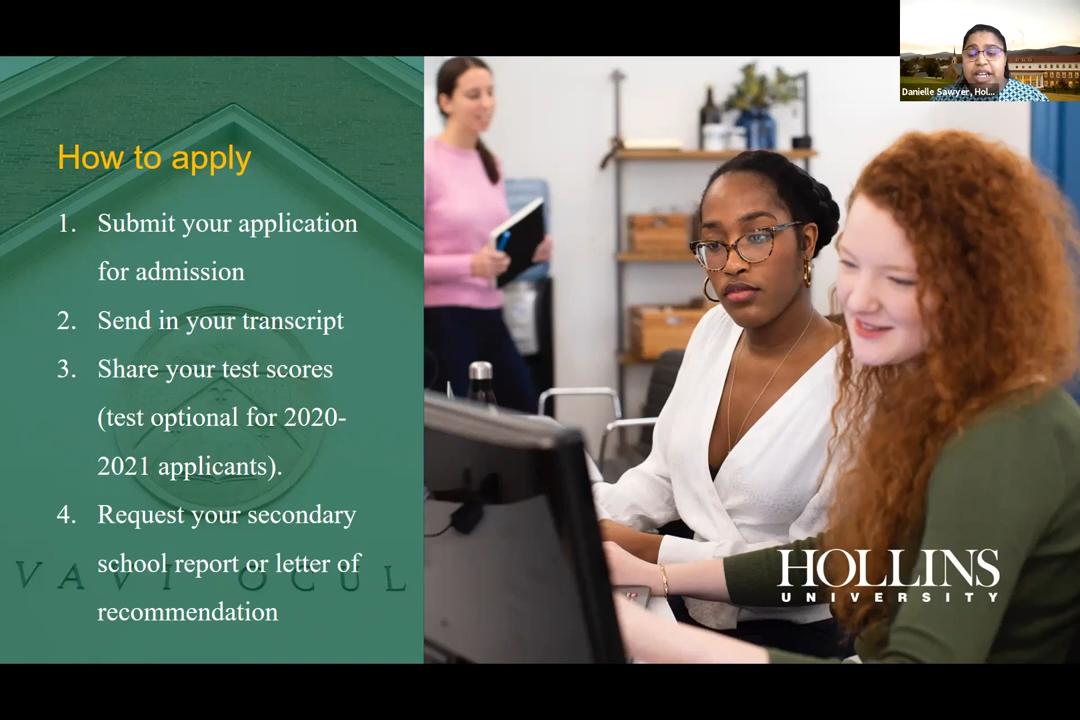 Danielle Sawyer, Hol...
How to apply
1. Submit your application
for admission
2. Send in your transcript
3. Share your test scores
(test optional for 2020-
2021 applicants).
4. Request your secondary
school report or letter of
recommendation
VAVI OCUL
HOLLINS
UNIVERSITY